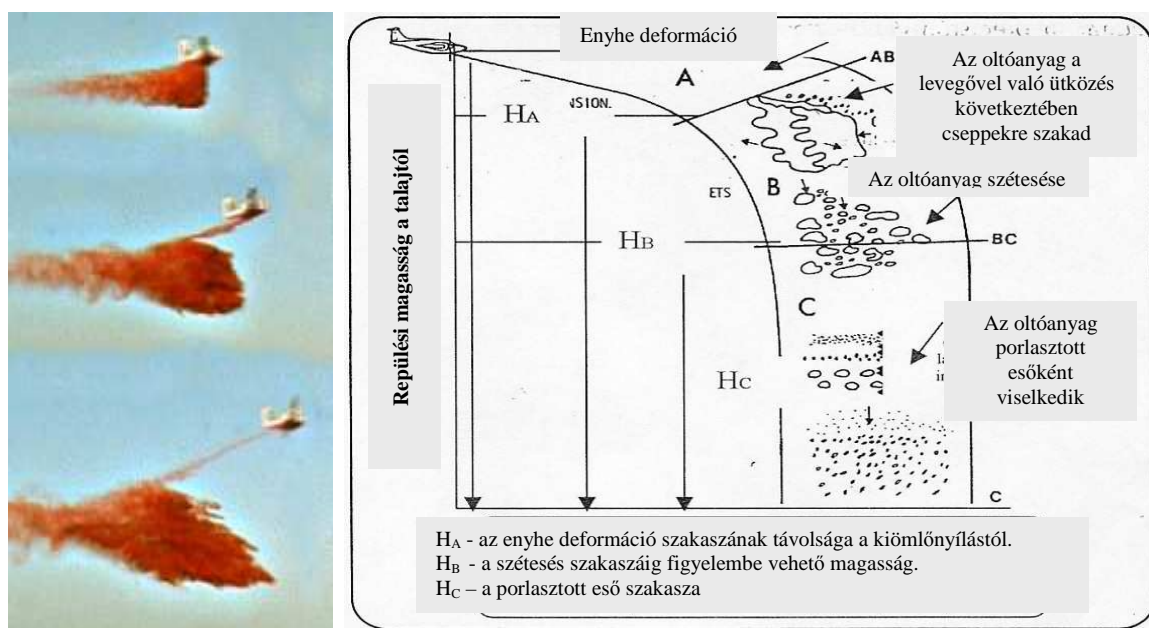 Enyhe deformáció
AB
Az oltóanyag a
levegővel való ütközés
következtében
cseppekre szakad
A
HA
NSION.
Az oltóanyag szétesése
B
ETS
HB
BC
Repülési magasság a talajtól
C
Az oltóanyag
porlasztott
esőként
viselkedik
HC
C
HA - az enyhe deformáció szakaszának távolsága a kiömlőnyílástól.
HB - a szétesés szakaszáig figyelembe vehető magasság.
HC – a porlasztott eső szakasza